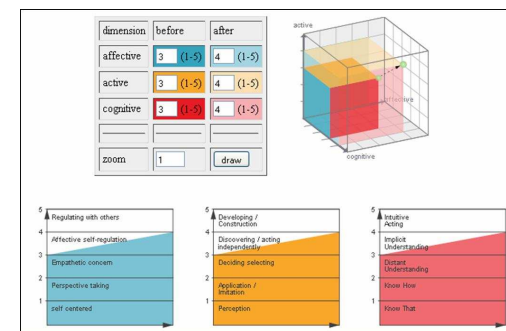 dimension before after
affective 3 (1-5) 4 (1-5)
active 3 (1-5) 4 (1-5)
cognitive 3 (1-5) 4 (1-5)
zoom 1 draw
active
affective
cognitive
5
Regulating with others
4
Affective self-regulation
3
Empathetic concern
2
Perspective taking
1
self centered
5
Developing /
Construction
4
Discovering / acting
independently
3
Deciding selecting
2
Application /
Imitation
1
Perception
5
Intuitive
Acting
4
Implicit
Understanding
3
Distant
Understanding
2
Know How
1
Know That